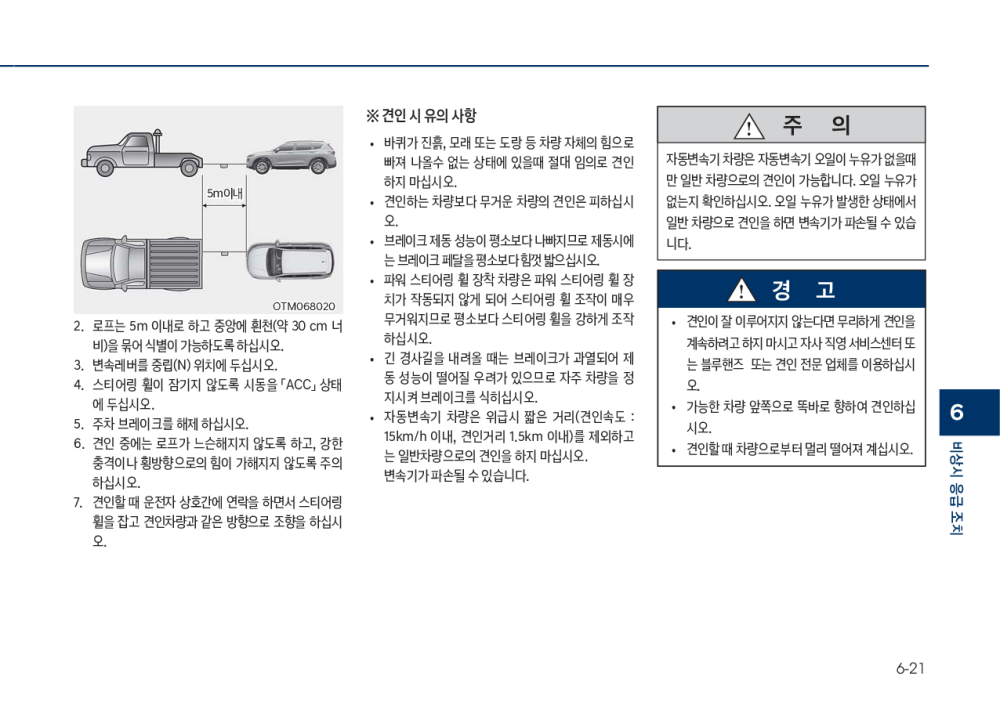 5m이내
OTM068020
2. 로프는 5m 이내로 하고 중앙에 흰천(약 30 cm 너
비)을 묶어 식별이 가능하도록 하십시오.
3. 변속레버를 중립(N) 위치에 두십시오.
4. 스티어링 휠이 잠기지 않도록 시동을 「ACC」 상태
에 두십시오.
5. 주차 브레이크를 해제 하십시오.
6. 견인 중에는 로프가 느슨해지지 않도록 하고, 강한
충격이나 횡방향으로의 힘이 가해지지 않도록 주의
하십시오.
7. 견인할 때 운전자 상호간에 연락을 하면서 스티어링
휠을 잡고 견인차량과 같은 방향으로 조향을 하십시
오.
※ 견인 시 유의 사항
• 바퀴가 진흙, 모래 또는 도랑 등 차량 자체의 힘으로
빠져 나올수 없는 상태에 있을때 절대 임의로 견인
하지 마십시오.
• 견인하는 차량보다 무거운 차량의 견인은 피하십시
오.
• 브레이크 제동 성능이 평소보다 나빠지므로 제동시에
는 브레이크 페달을 평소보다 힘껏 밟으십시오.
• 파워 스티어링 휠 장착 차량은 파워 스티어링 휠 장
치가 작동되지 않게 되어 스티어링 휠 조작이 매우
무거워지므로 평소보다 스티어링 휠을 강하게 조작
하십시오.
• 긴 경사길을 내려올 때는 브레이크가 과열되어 제
동 성능이 떨어질 우려가 있으므로 자주 차량을 정
지시켜 브레이크를 식히십시오.
• 자동변속기 차량은 위급시 짧은 거리(견인속도 :
15km/h 이내, 견인거리 1.5km 이내)를 제외하고
는 일반차량으로의 견인을 하지 마십시오.
변속기가 파손될 수 있습니다.
주 의
자동변속기 차량은 자동변속기 오일이 누유가 없을때
만 일반 차량으로의 견인이 가능합니다. 오일 누유가
없는지 확인하십시오. 오일 누유가 발생한 상태에서
일반 차량으로 견인을 하면 변속기가 파손될 수 있습
니다.
경 고
• 견인이 잘 이루어지지 않는다면 무리하게 견인을
계속하려고 하지 마시고 자사 직영 서비스센터 또
는 블루핸즈 또는 견인 전문 업체를 이용하십시
오.
• 가능한 차량 앞쪽으로 똑바로 향하여 견인하십
시오.
• 견인할 때 차량으로부터 멀리 떨어져 계십시오.
6
비상시 응급 조치
6-21